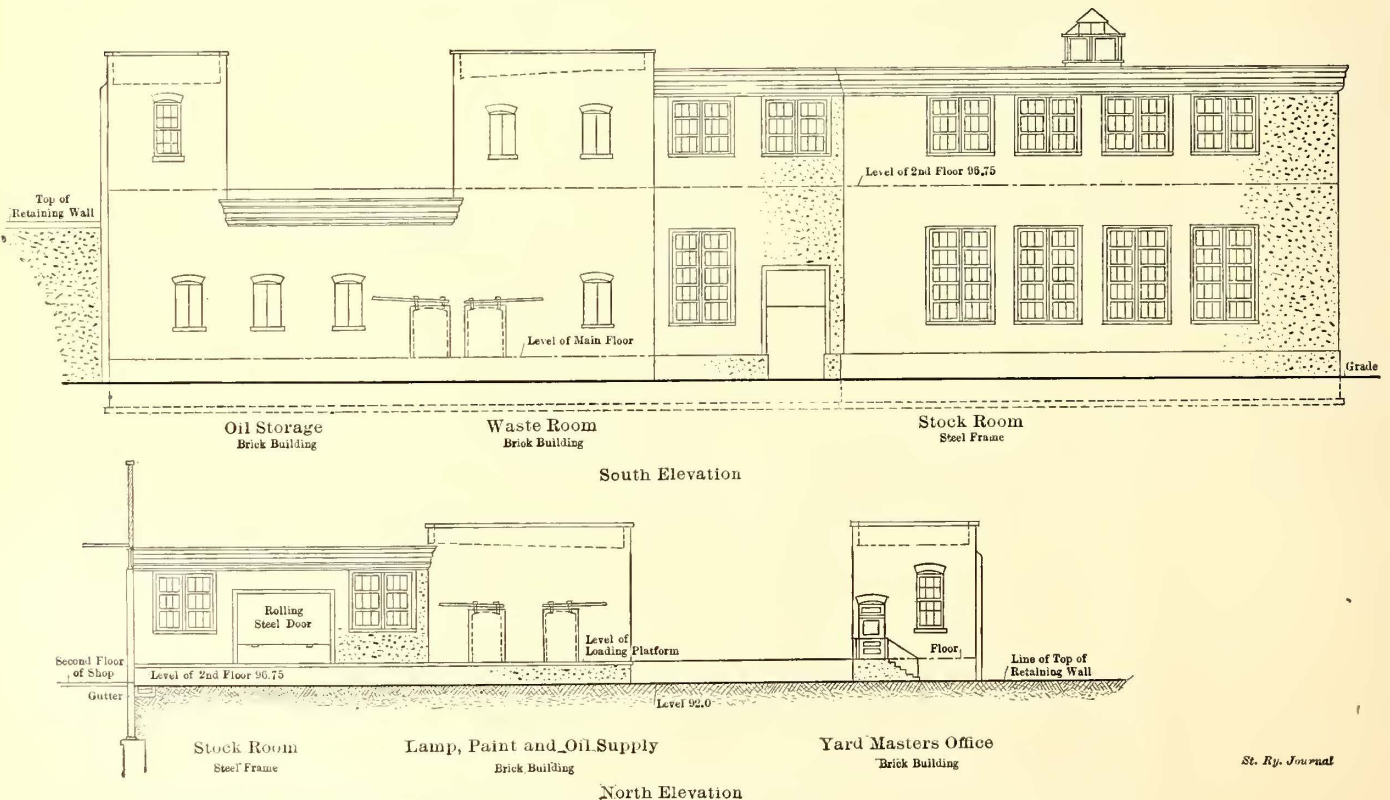 Top of
Retaining Wall
Level of 2nd Floor 96.75
Level of Main Floor
Grade
Oil Storage
Brick Building
Waste Room
Brick Building
Stock Room
Steel Frame
South Elevation
Rolling
Steel Door
Level of
Loading Platform
Floor
Line of Top of
Retaining Wall
Second Floor
of Shop
Gutter
Level of 2nd Floor 96.75
Level 92.0
Stock Room
Steel Frame
Lamp, Paint and Oil Supply
Brick Building
Yard Masters Office
Brick Building
St. Ry. Journal
North Elevation